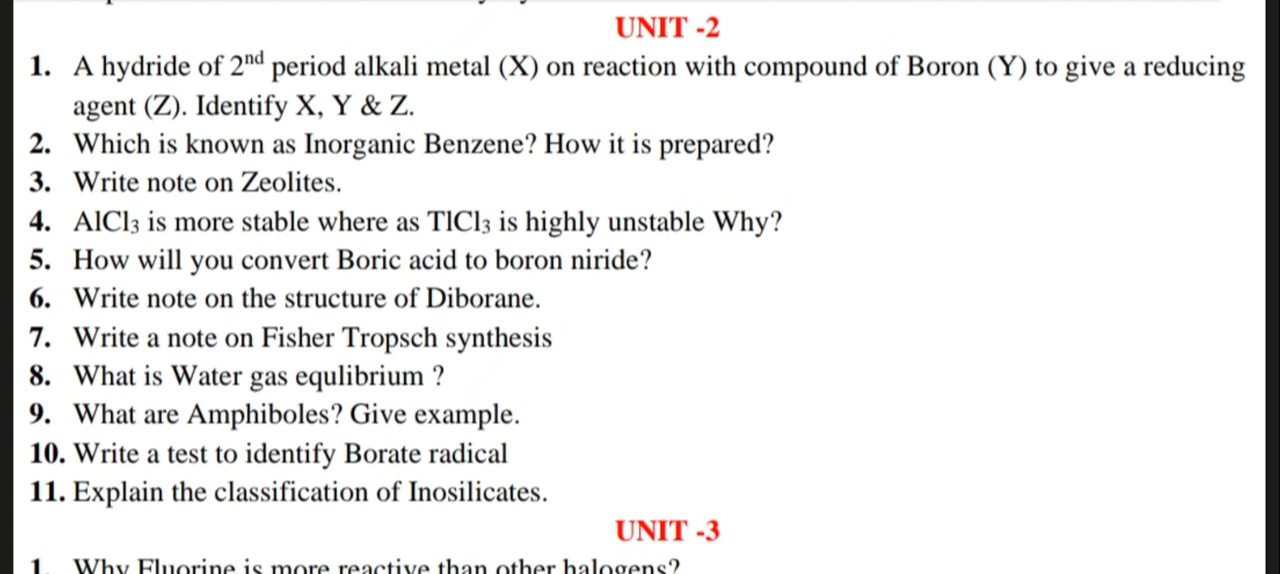 UNIT -2
1. A hydride of 2nd period alkali metal (X) on reaction with compound of Boron (Y) to give a reducing
agent (Z). Identify X, Y & Z.
2. Which is known as Inorganic Benzene? How it is prepared?
3. Write note on Zeolites.
4. AlCl3 is more stable where as TlCl3 is highly unstable Why?
5. How will you convert Boric acid to boron niride?
6. Write note on the structure of Diborane.
7. Write a note on Fisher Tropsch synthesis
8. What is Water gas equlibrium ?
9. What are Amphiboles? Give example.
10. Write a test to identify Borate radical
11. Explain the classification of Inosilicates.
UNIT -3
1. Why Fluorine is more reactive than other halogens?